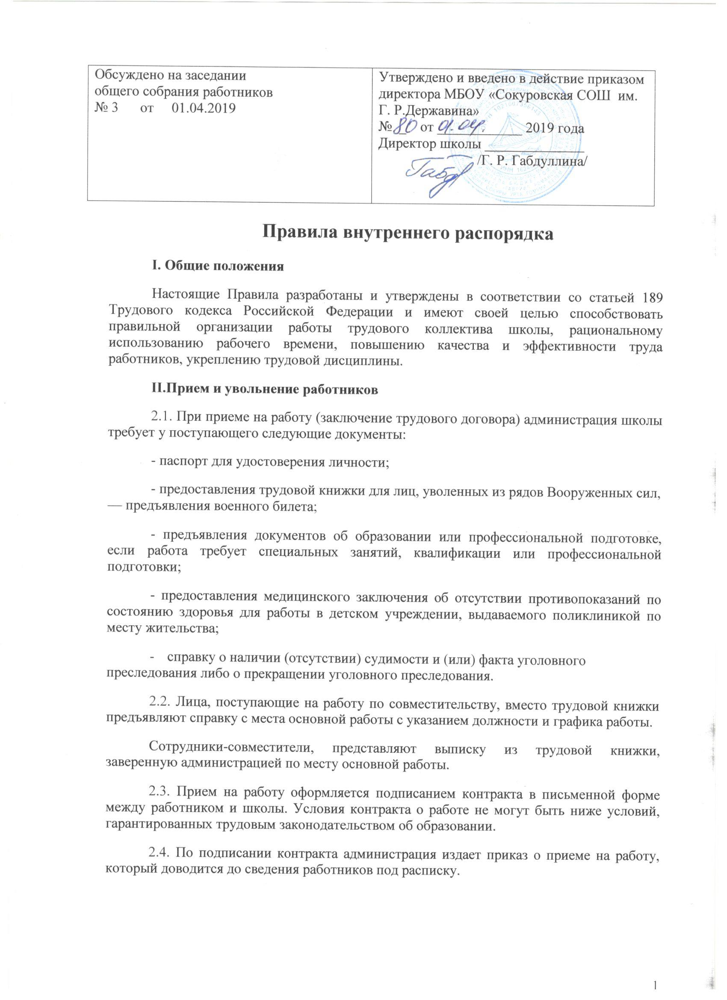 Обсуждено на заседании
общего собрания работников
№ 3 от 01.04.2019
Утверждено и введено в действие приказом
директора МБОУ «Сокуровская СОШ им.
Г. Р.Державина»
№ 80 от 01.04. 2019 года
Директор школы ______________
/Г. Р. Габдуллина/
Габд
ОГРН 1021607356143
ИНН 1624
Правила внутреннего распорядка
I. Общие положения
Настоящие Правила разработаны и утверждены в соответствии со статьей 189
Трудового кодекса Российской Федерации и имеют своей целью способствовать
правильной организации работы трудового коллектива школы, рациональному
использованию рабочего времени, повышению качества и эффективности труда
работников, укреплению трудовой дисциплины.
II.Прием и увольнение работников
2.1. При приеме на работу (заключение трудового договора) администрация школы
требует у поступающего следующие документы:
- паспорт для удостоверения личности;
- предоставления трудовой книжки для лиц, уволенных из рядов Вооруженных сил,
— предъявления военного билета;
- предъявления документов об образовании или профессиональной подготовке,
если работа требует специальных занятий, квалификации или профессиональной
подготовки;
- предоставления медицинского заключения об отсутствии противопоказаний по
состоянию здоровья для работы в детском учреждении, выдаваемого поликлиникой по
месту жительства;
- справку о наличии (отсутствии) судимости и (или) факта уголовного
преследования либо о прекращении уголовного преследования.
2.2. Лица, поступающие на работу по совместительству, вместо трудовой книжки
предъявляют справку с места основной работы с указанием должности и графика работы.
Сотрудники-совместители, представляют выписку из трудовой книжки,
заверенную администрацией по месту основной работы.
2.3. Прием на работу оформляется подписанием контракта в письменной форме
между работником и школы. Условия контракта о работе не могут быть ниже условий,
гарантированных трудовым законодательством об образовании.
2.4. По подписании контракта администрация издает приказ о приеме на работу,
который доводится до сведения работников под расписку.
1